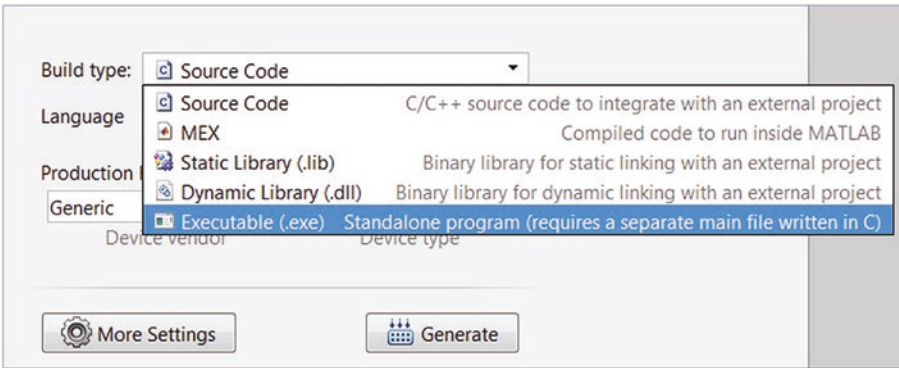 Build type: Source Code
Source Code C/C++ source code to integrate with an external project
Language
MEX Compiled code to run inside MATLAB
Static Library (.lib) Binary library for static linking with an external project
Production
Dynamic Library (.dll) Binary library for dynamic linking with an external project
Generic
Executable (.exe) Standalone program (requires a separate main file written in C)
Device vendor Device type
More Settings Generate